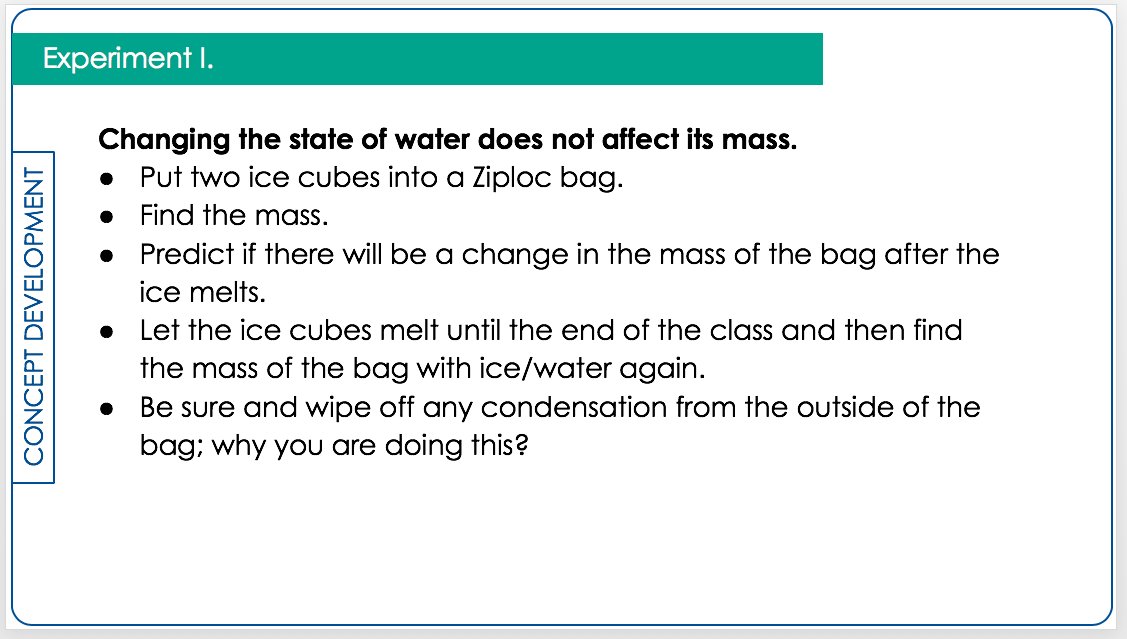 Experiment I.
CONCEPT DEVELOPMENT
Changing the state of water does not affect its mass.
● Put two ice cubes into a Ziploc bag.
● Find the mass.
● Predict if there will be a change in the mass of the bag after the
ice melts.
● Let the ice cubes melt until the end of the class and then find
the mass of the bag with ice/water again.
● Be sure and wipe off any condensation from the outside of the
bag; why you are doing this?